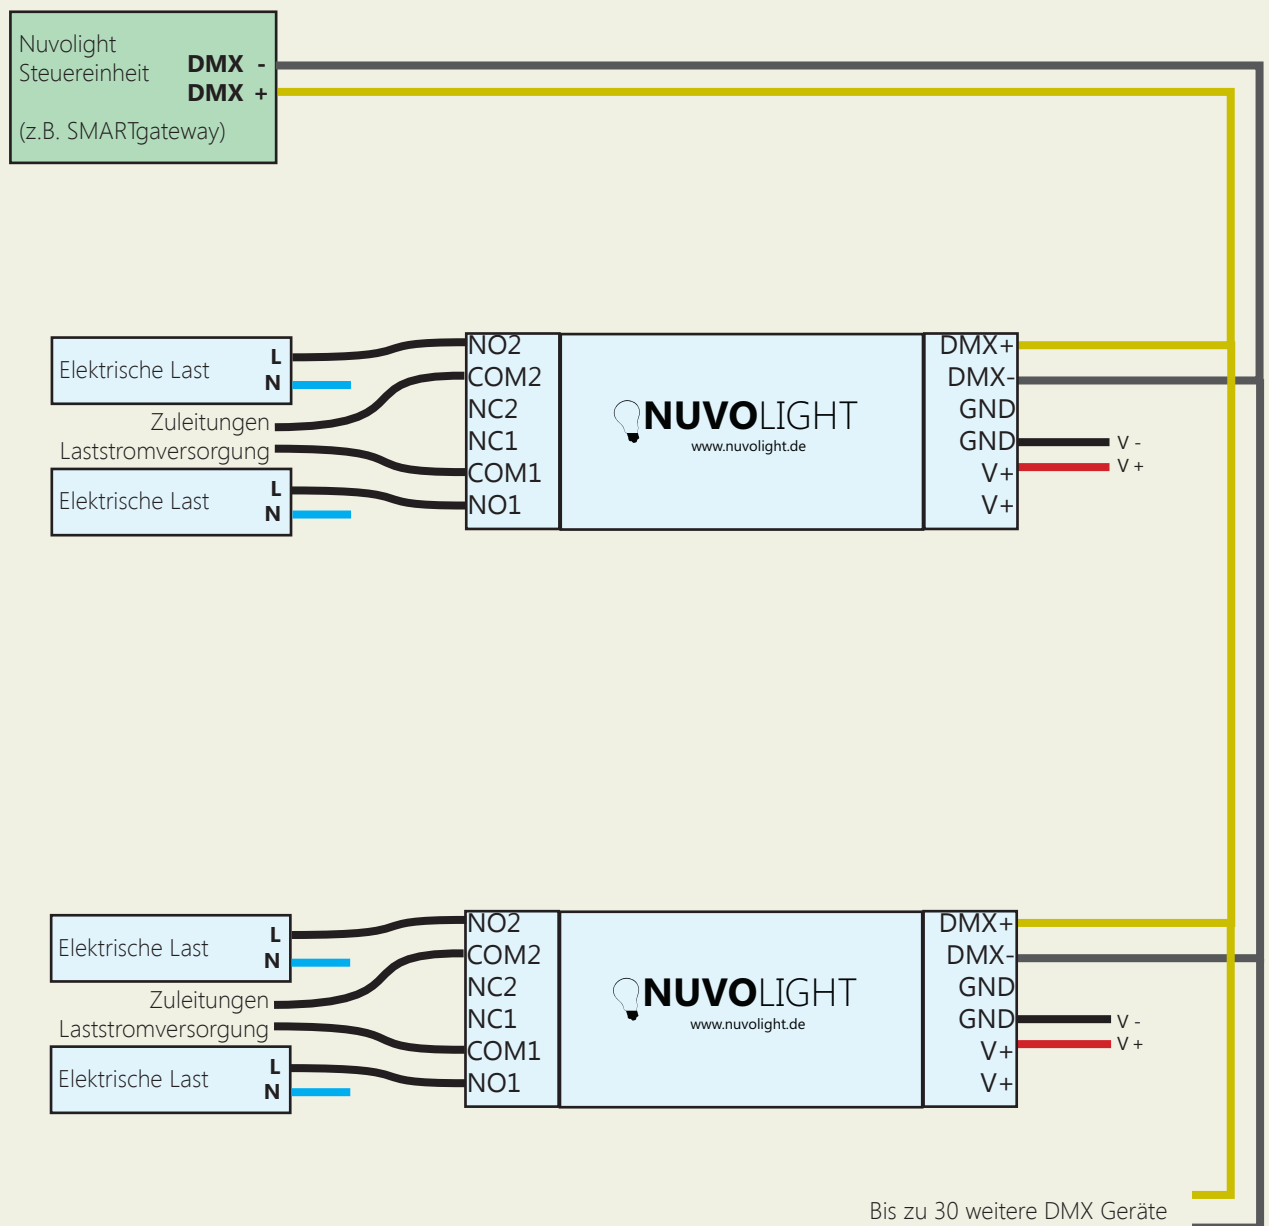 Nuvolight
Steuereinheit
DMX -
DMX +
(z.B. SMARTgateway)
Elektrische Last
L
N
Zuleitungen
Laststromversorgung
Elektrische Last
L
N
NO2
COM2
NC2
NC1
COM1
NO1
NUVOLIGHT
www.nuvolight.de
DMX+
DMX-
GND
GND
V+
V+
V -
V +
Elektrische Last
L
N
Zuleitungen
Laststromversorgung
Elektrische Last
L
N
NO2
COM2
NC2
NC1
COM1
NO1
NUVOLIGHT
www.nuvolight.de
DMX+
DMX-
GND
GND
V+
V+
V -
V +
Bis zu 30 weitere DMX Geräte